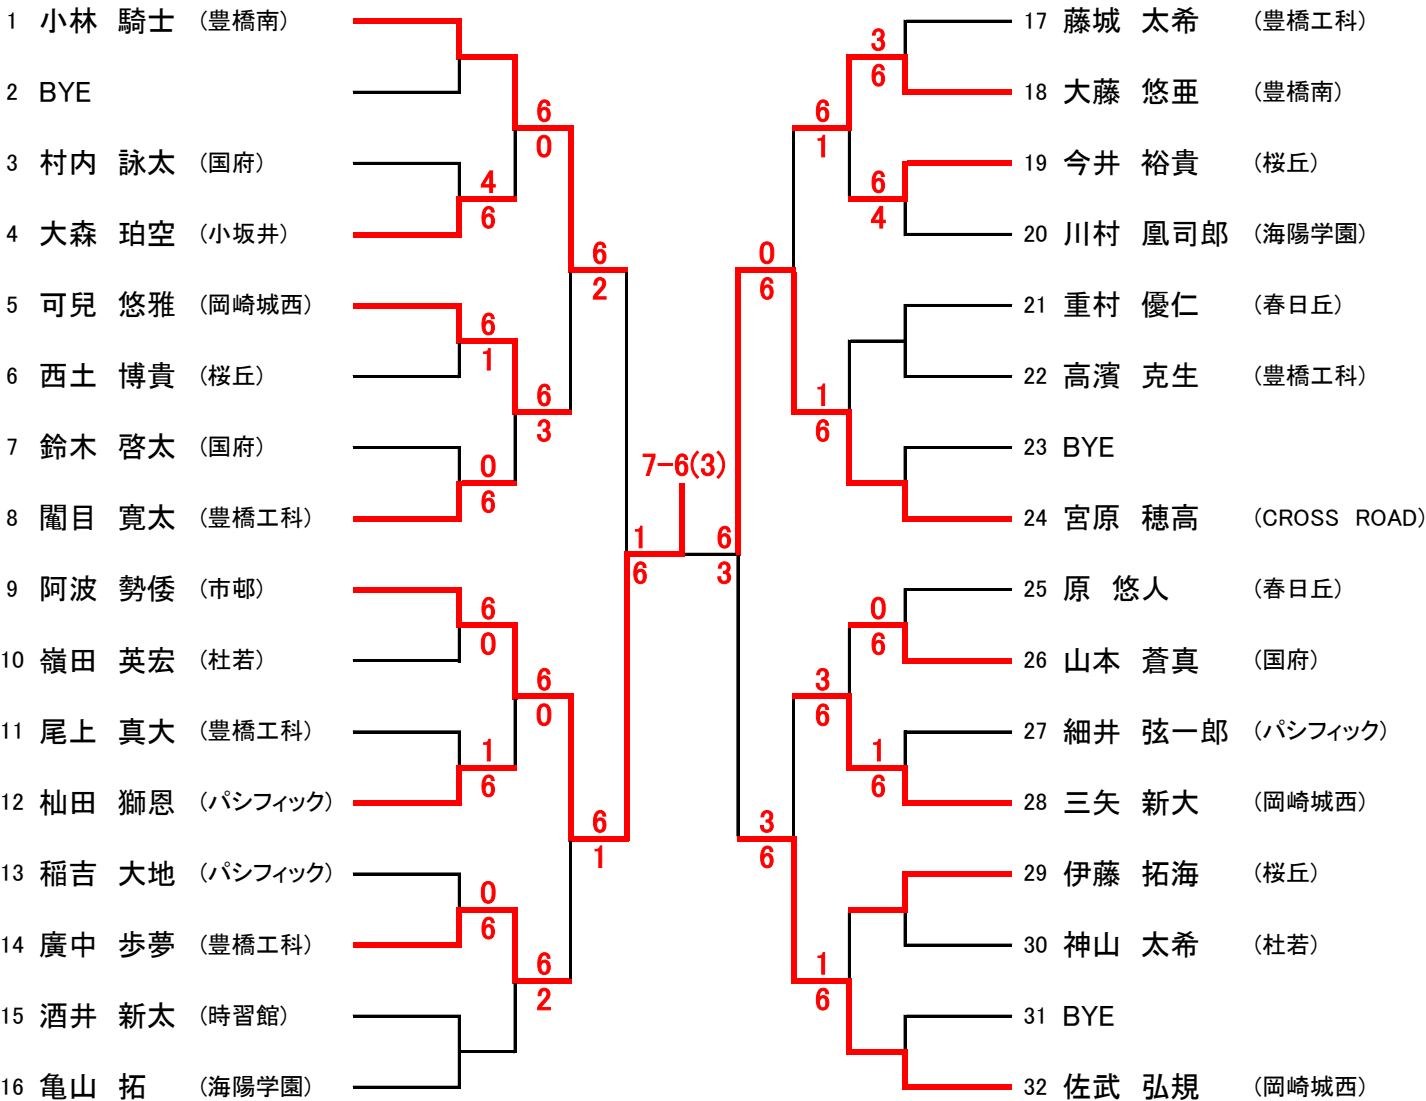 1 小林 騎士 (豊橋南)
2 BYE
3 村内 詠太 (国府)
4 大森 珀空 (小坂井)
5 可兒 悠雅 (岡崎城西)
6 西土 博貴 (桜丘)
7 鈴木 啓太 (国府)
8 闍目 寛太 (豊橋工科)
9 阿波 勢倭 (市邨)
10 嶺田 英宏 (杜若)
11 尾上 真大 (豊橋工科)
12 杣田 獅恩 (パシフィック)
13 稲吉 大地 (パシフィック)
14 廣中 歩夢 (豊橋工科)
15 酒井 新太 (時習館)
16 亀山 拓 (海陽学園)
4
6
6
1
0
6
6
0
1
6
0
6
6
0
6
3
6
0
6
2
6
2
6
1
1
6
7-6(3)
6
3
0
6
3
6
6
1
1
6
3
6
1
6
3
6
6
4
0
6
1
6
17 藤城 太希 (豊橋工科)
18 大藤 悠亜 (豊橋南)
19 今井 裕貴 (桜丘)
20 川村 凰司郎 (海陽学園)
21 重村 優仁 (春日丘)
22 高濱 克生 (豊橋工科)
23 BYE
24 宮原 穂高 (CROSS ROAD)
25 原 悠人 (春日丘)
26 山本 蒼真 (国府)
27 細井 弦一郎 (パシフィック)
28 三矢 新大 (岡崎城西)
29 伊藤 拓海 (桜丘)
30 神山 太希 (杜若)
31 BYE
32 佐武 弘規 (岡崎城西)